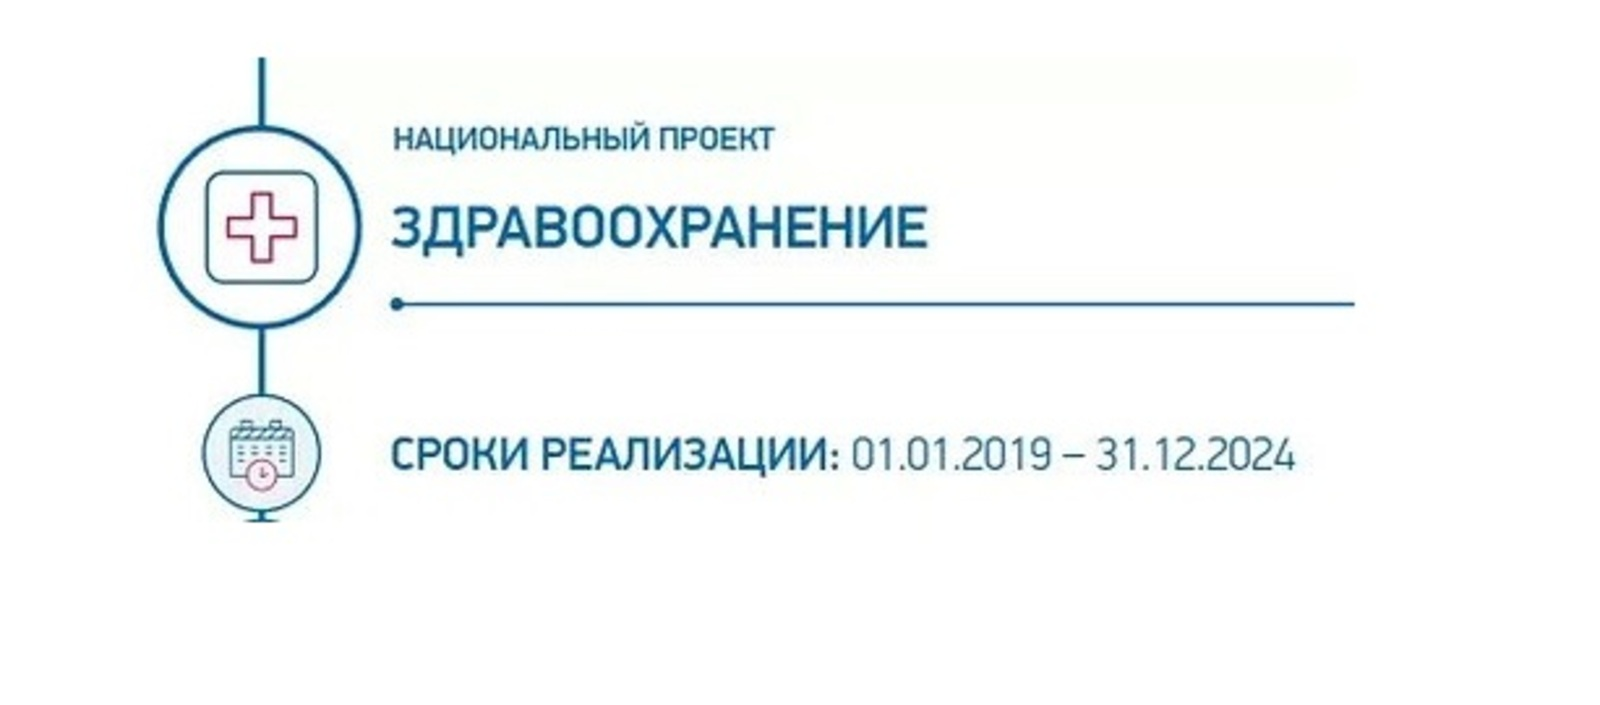 НАЦИОНАЛЬНЫЙ ПРОЕКТ
ЗДРАВООХРАНЕНИЕ
СРОКИ РЕАЛИЗАЦИИ: 01.01.2019 – 31.12.2024